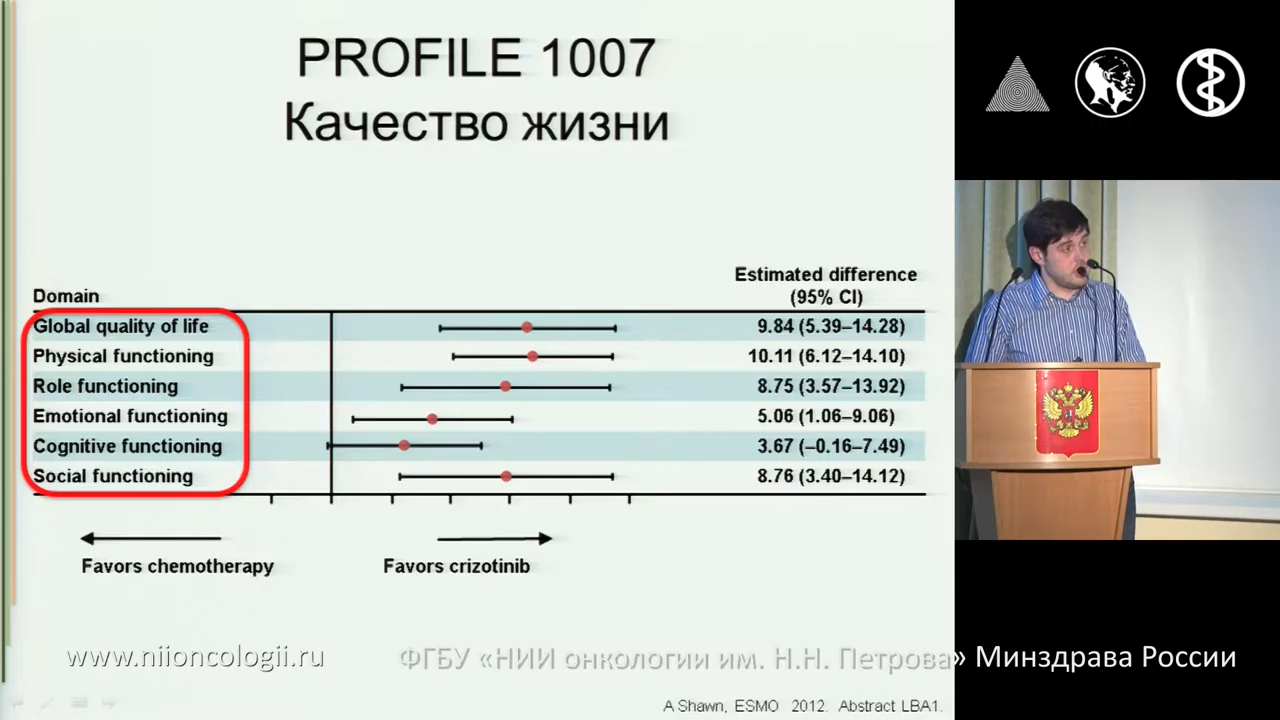 PROFILE 1007
Качество жизни
Domain
Estimated difference
(95% CI)
Global quality of life 9.84 (5.39–14.28)
Physical functioning 10.11 (6.12–14.10)
Role functioning 8.75 (3.57–13.92)
Emotional functioning 5.06 (1.06–9.06)
Cognitive functioning 3.67 (–0.16–7.49)
Social functioning 8.76 (3.40–14.12)
Favors chemotherapy Favors crizotinib
www.niioncologii.ru ФГБУ «НИИ онкологии им. Н.Н. Петрова» Минздрава России
A Shawn, ESMO 2012. Abstract LBA1.